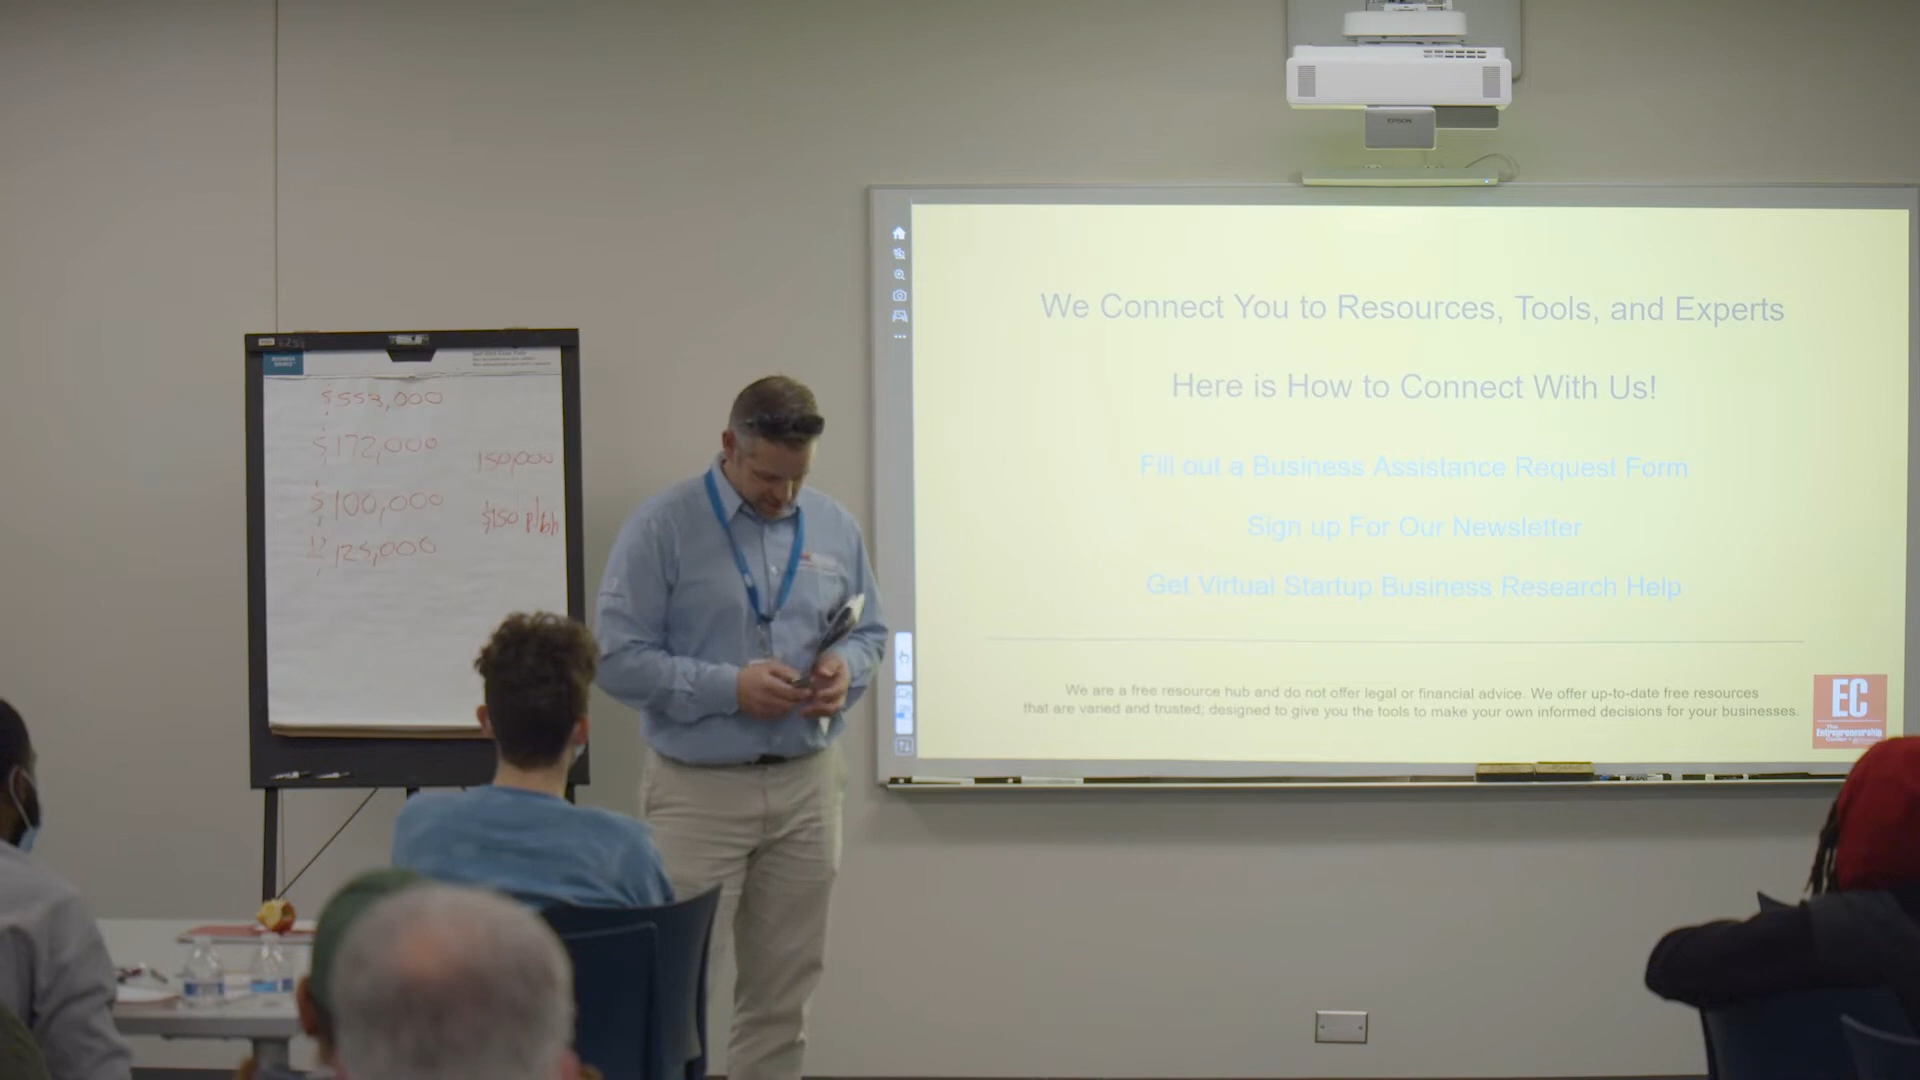 $553,000
$172,000
150,000
$100,000
$150 p/bh
125,000
EPSON
We Connect You to Resources, Tools, and Experts
Here is How to Connect With Us!
Fill out a Business Assistance Request Form
Sign up For Our Newsletter
Get Virtual Startup Business Research Help
We are a free resource hub and do not offer legal or financial advice. We offer up-to-date free resources
that are varied and trusted; designed to give you the tools to make your own informed decisions for your businesses.
EC
The
Entrepreneurship